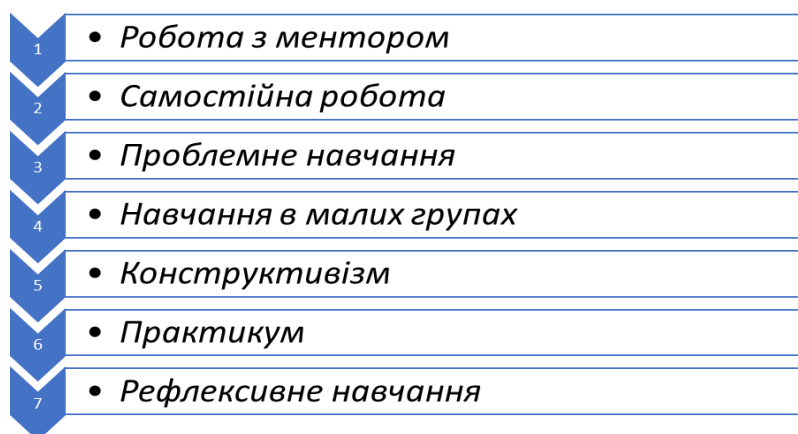 1 • Робота з ментором
2 • Самостійна робота
3 • Проблемне навчання
4 • Навчання в малих групах
5 • Конструктивізм
6 • Практикум
7 • Рефлексивне навчання